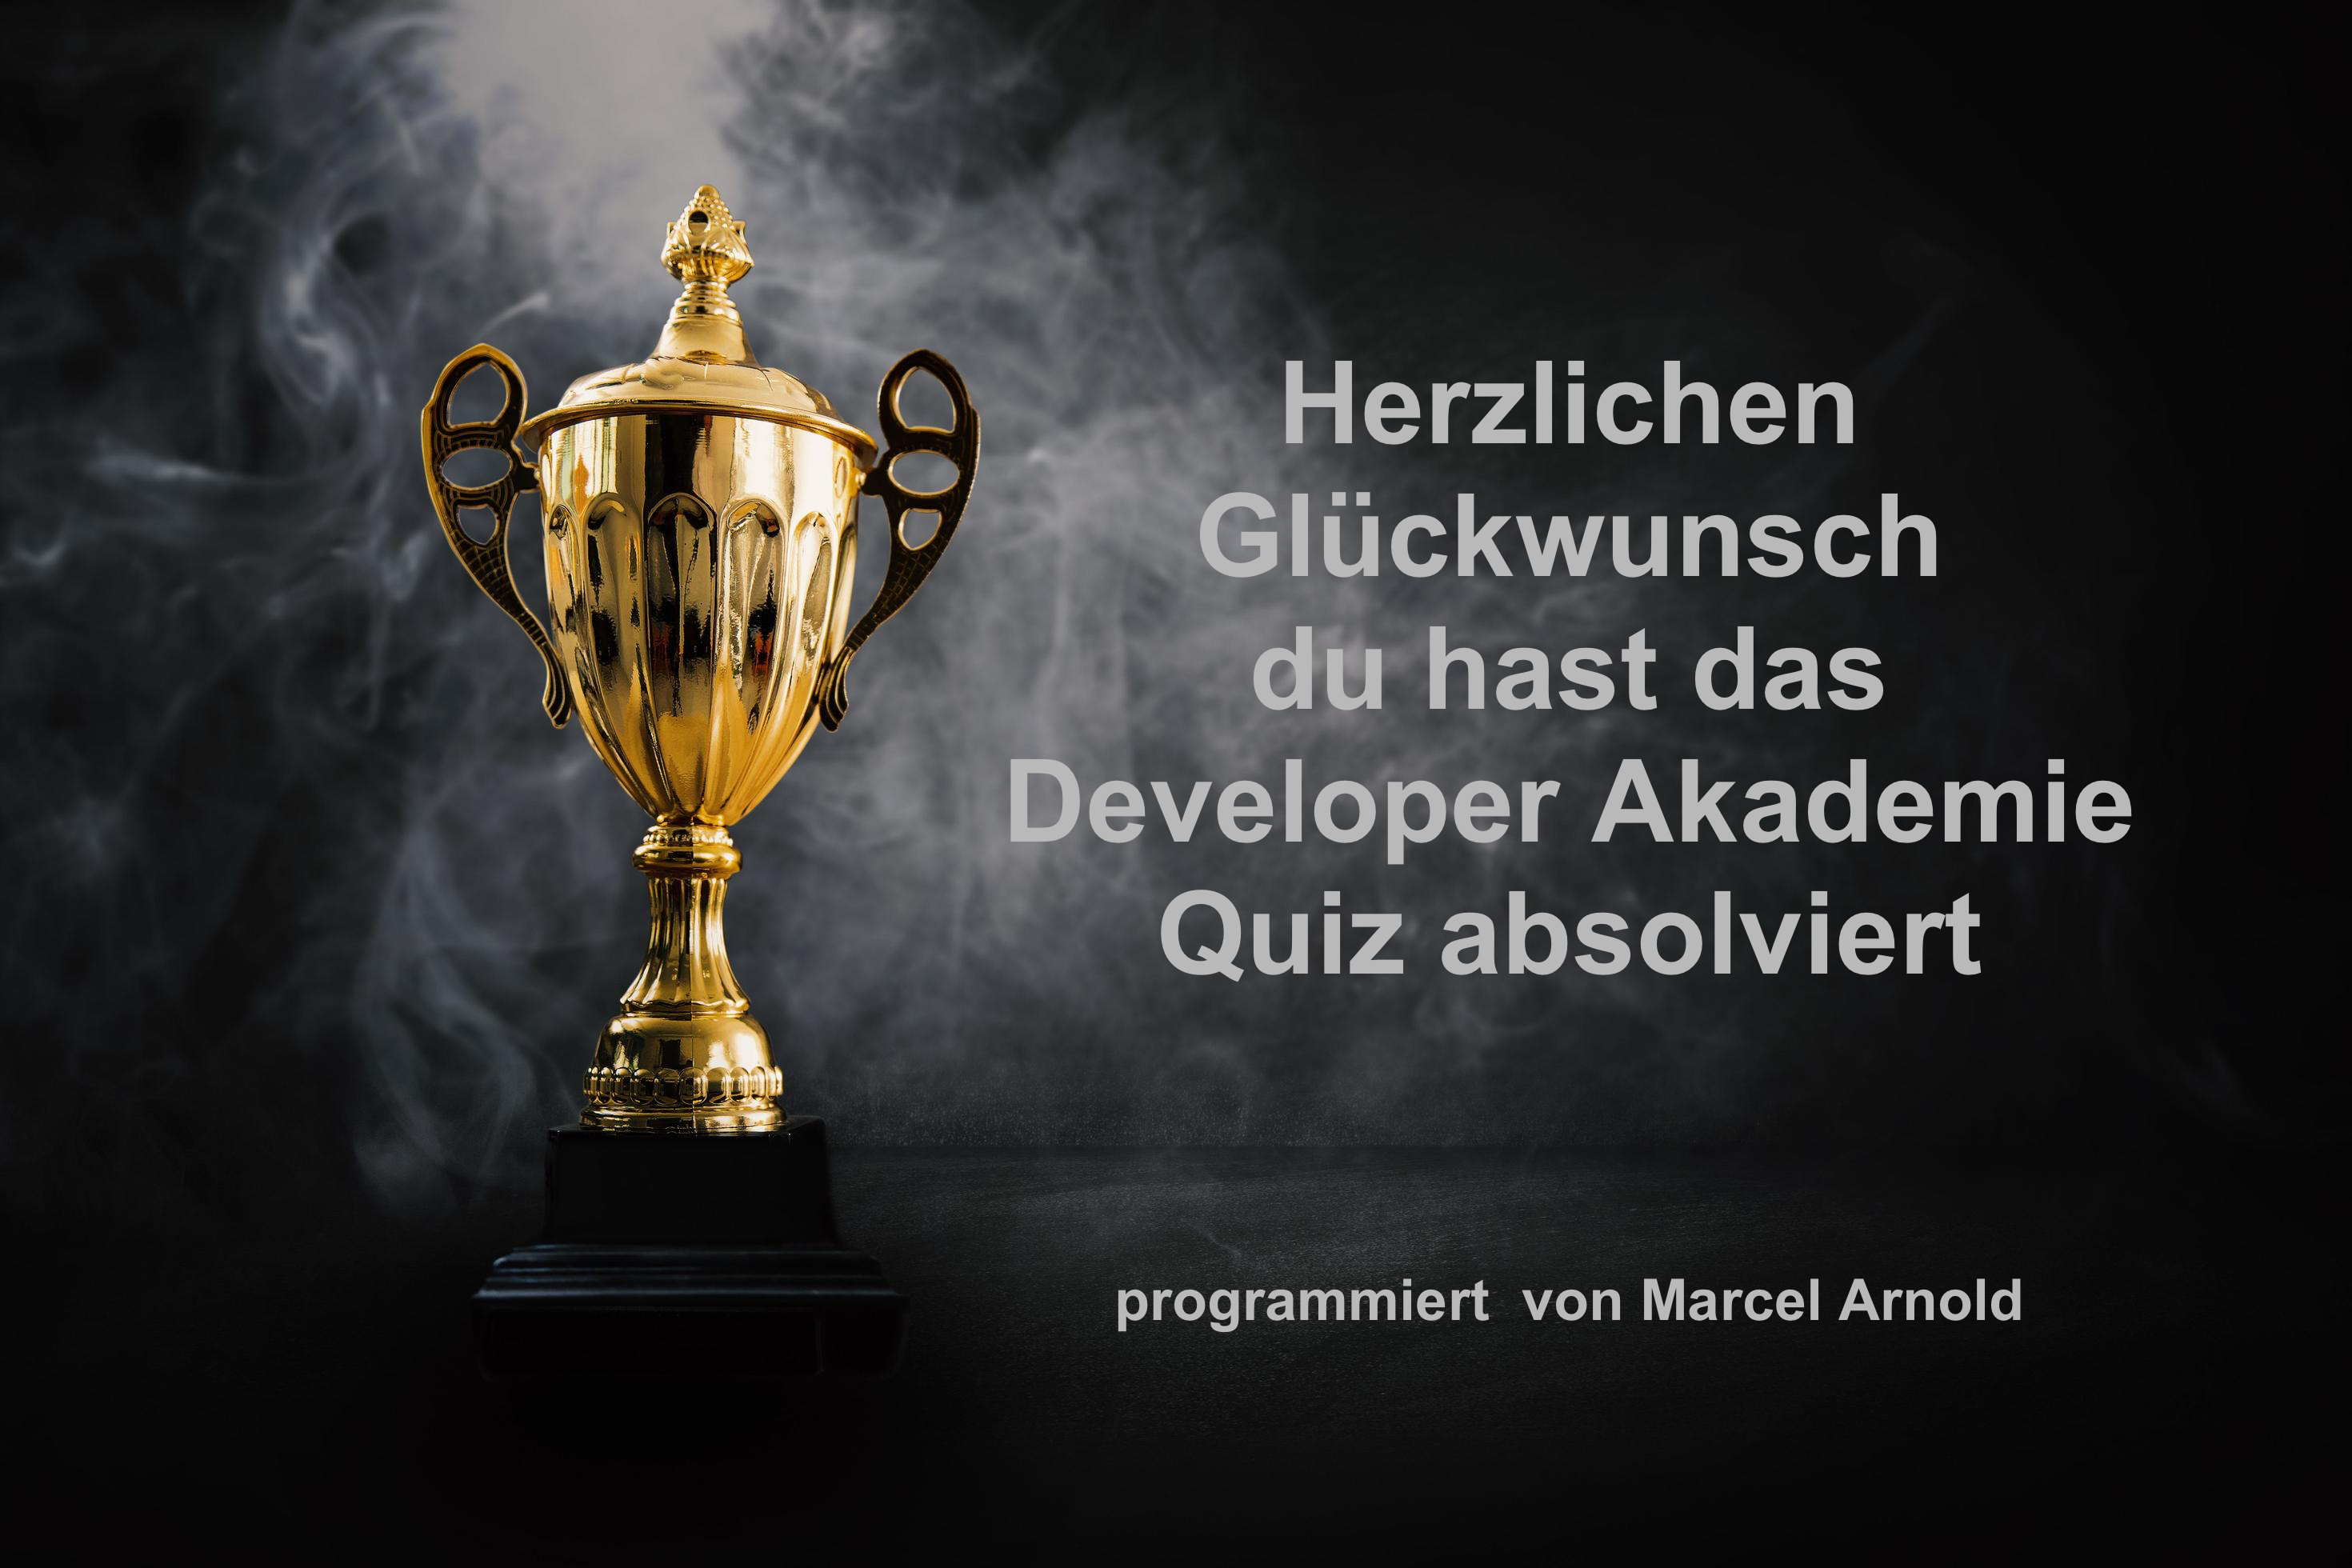 Herzlichen
Glückwunsch
du hast das
Developer Akademie
Quiz absolviert
programmiert  von Marcel Arnold